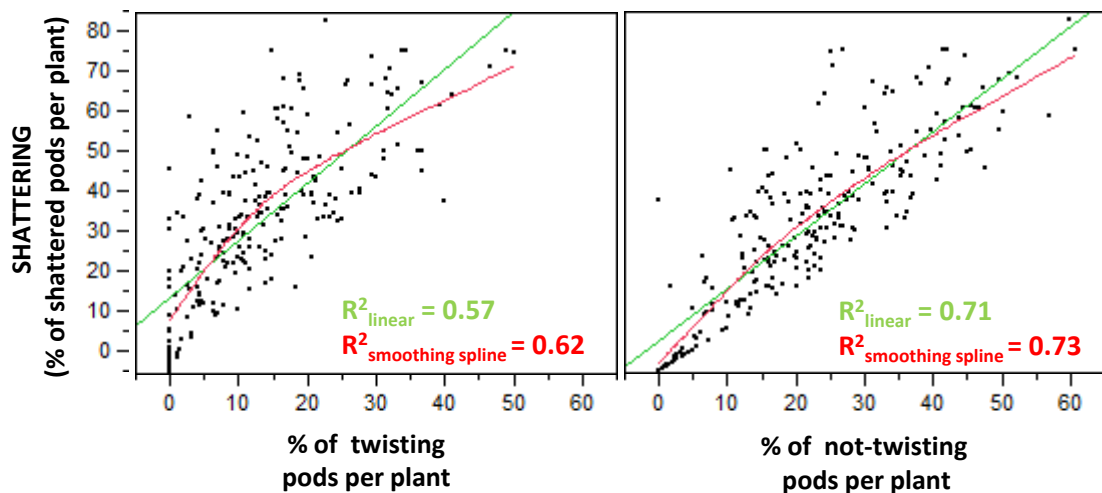 SHATTERING
(% of shattered pods per plant)
80
70
60
50
40
30
20
10
0
R2linear = 0.57
R2smoothing spline = 0.62
0 10 20 30 40 50 60
% of twisting
pods per plant
R2linear = 0.71
R2smoothing spline = 0.73
0 10 20 30 40 50 60
% of not-twisting
pods per plant